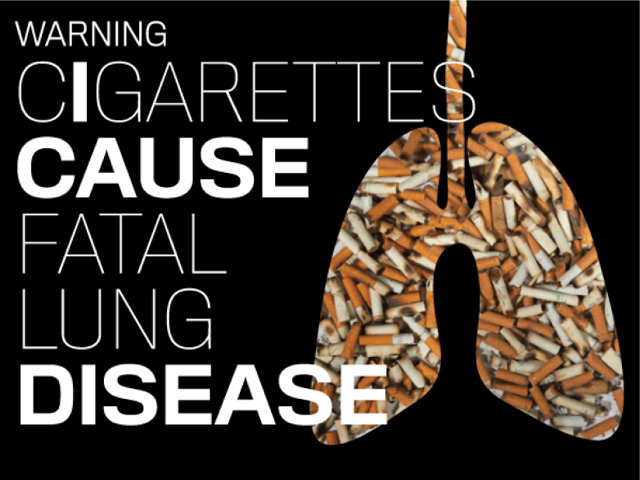 WARNING
CIGARETTES
CAUSE
FATAL
LUNG
DISEASE